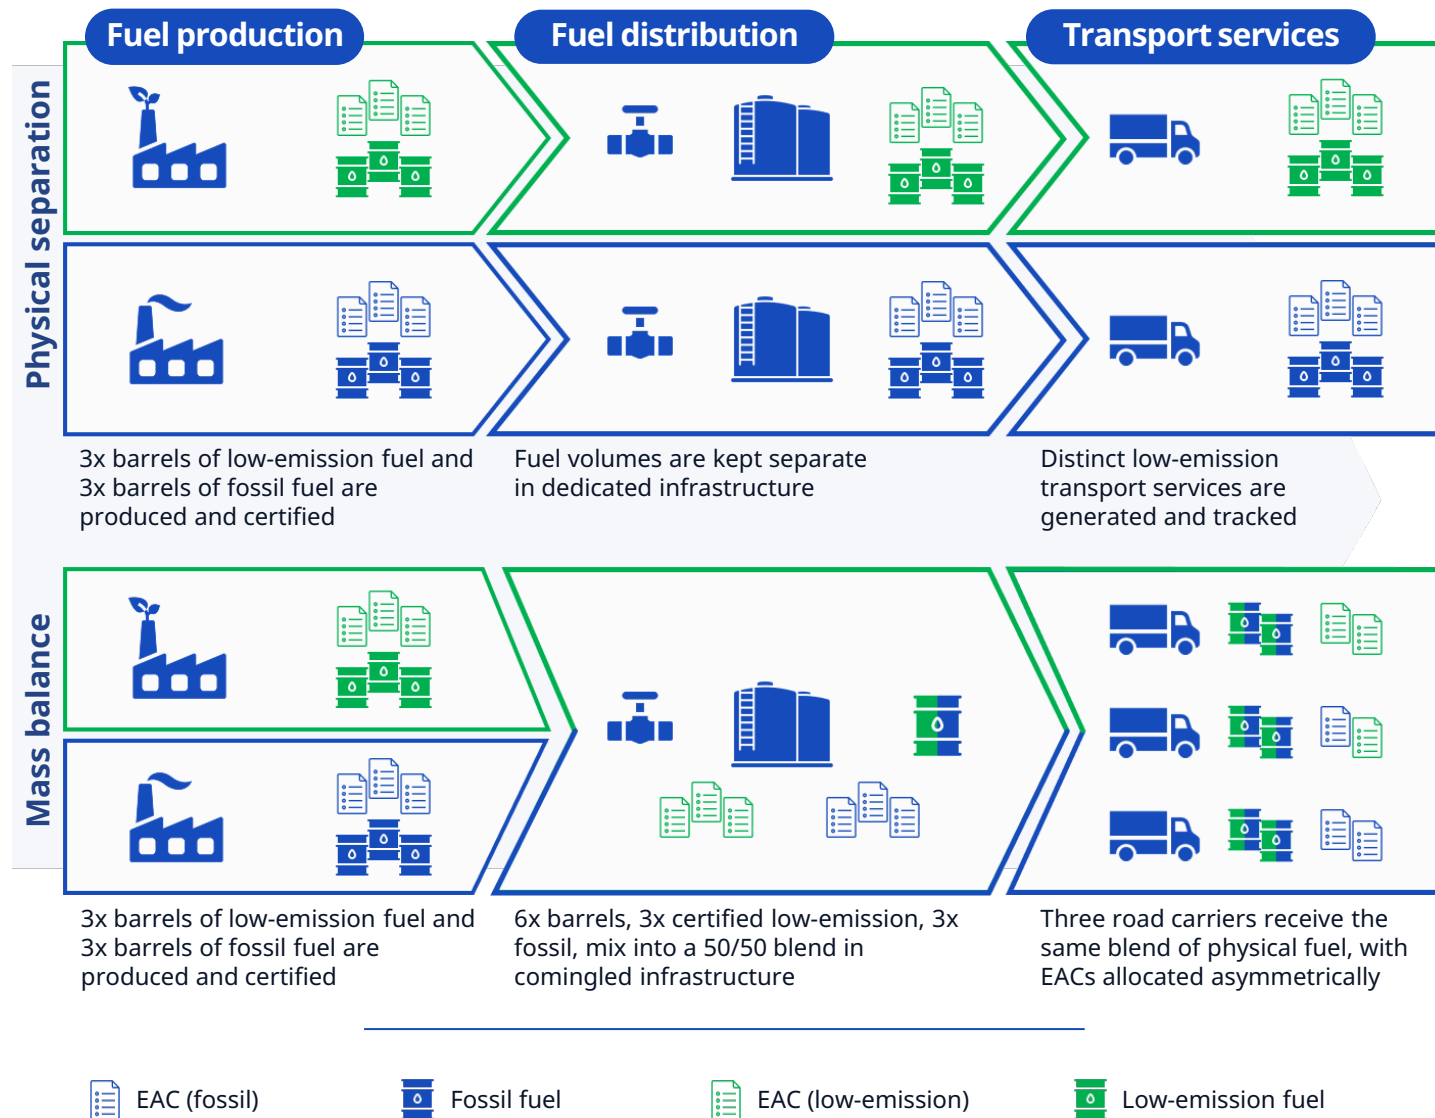 Fuel production
Fuel distribution
Transport services
Physical separation
3x barrels of low-emission fuel and
3x barrels of fossil fuel are
produced and certified
Fuel volumes are kept separate
in dedicated infrastructure
Distinct low-emission
transport services are
generated and tracked
Mass balance
3x barrels of low-emission fuel and
3x barrels of fossil fuel are
produced and certified
6x barrels, 3x certified low-emission, 3x
fossil, mix into a 50/50 blend in
comingled infrastructure
Three road carriers receive the
same blend of physical fuel, with
EACs allocated asymmetrically
EAC (fossil)
Fossil fuel
EAC (low-emission)
Low-emission fuel